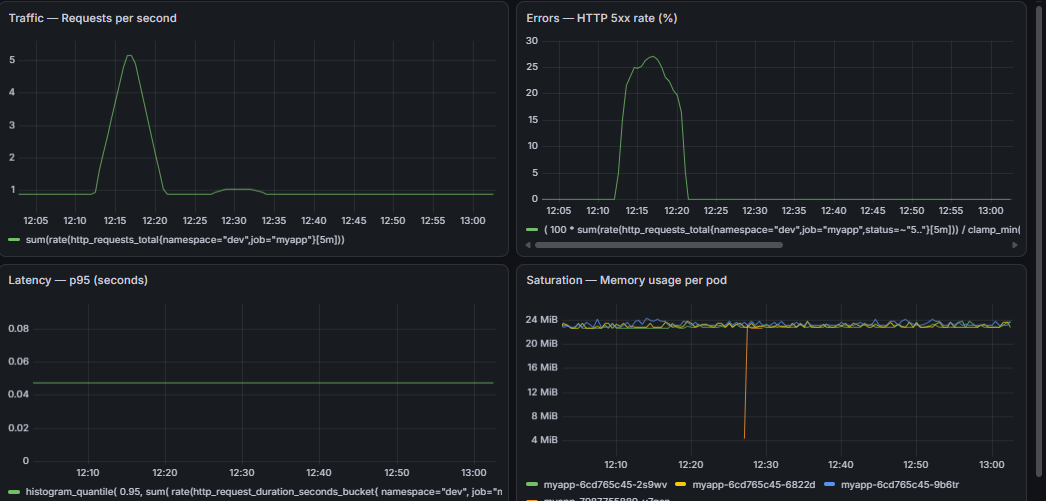 Traffic — Requests per second
5
4
3
2
1
12:05 12:10 12:15 12:20 12:25 12:30 12:35 12:40 12:45 12:50 12:55 13:00
sum(rate(http_requests_total{namespace="dev",job="myapp"}[5m]))
Errors — HTTP 5xx rate (%)
30
25
20
15
10
5
0
12:05 12:10 12:15 12:20 12:25 12:30 12:35 12:40 12:45 12:50 12:55 13:00
( 100 * sum(rate(http_requests_total{namespace="dev",job="myapp",status=~"5.."}[5m])) / clamp_min(
Latency — p95 (seconds)
0.08
0.06
0.04
0.02
0
12:10 12:20 12:30 12:40 12:50 13:00
histogram_quantile( 0.95, sum( rate(http_request_duration_seconds_bucket{ namespace="dev", job="m
Saturation — Memory usage per pod
24 MiB
20 MiB
16 MiB
12 MiB
8 MiB
4 MiB
12:10 12:20 12:30 12:40 12:50 13:00
myapp-6cd765c45-2s9wv myapp-6cd765c45-6822d myapp-6cd765c45-9b6tr